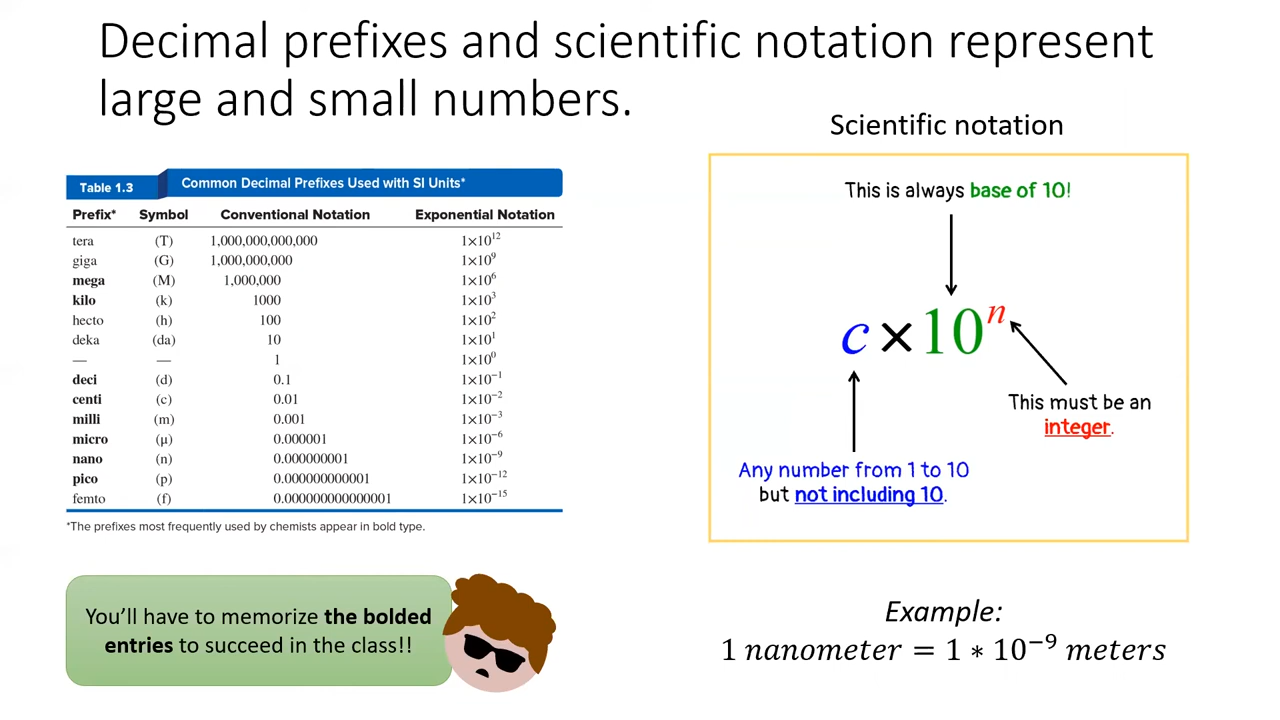 Decimal prefixes and scientific notation represent
large and small numbers.
Table 1.3 Common Decimal Prefixes Used with SI Units*
Prefix* Symbol Conventional Notation Exponential Notation
tera (T) 1,000,000,000,000 1×10¹²
giga (G) 1,000,000,000 1×10⁹
mega (M) 1,000,000 1×10⁶
kilo (k) 1000 1×10³
hecto (h) 100 1×10²
deka (da) 10 1×10¹
— — 1 1×10⁰
deci (d) 0.1 1×10⁻¹
centi (c) 0.01 1×10⁻²
milli (m) 0.001 1×10⁻³
micro (μ) 0.000001 1×10⁻⁶
nano (n) 0.000000001 1×10⁻⁹
pico (p) 0.000000000001 1×10⁻¹²
femto (f) 0.000000000000001 1×10⁻¹⁵
*The prefixes most frequently used by chemists appear in bold type.
You’ll have to memorize the bolded
entries to succeed in the class!!
Scientific notation
This is always base of 10!
c × 10ⁿ
This must be an
integer.
Any number from 1 to 10
but not including 10.
Example:
1 nanometer = 1 ∗ 10⁻⁹ meters